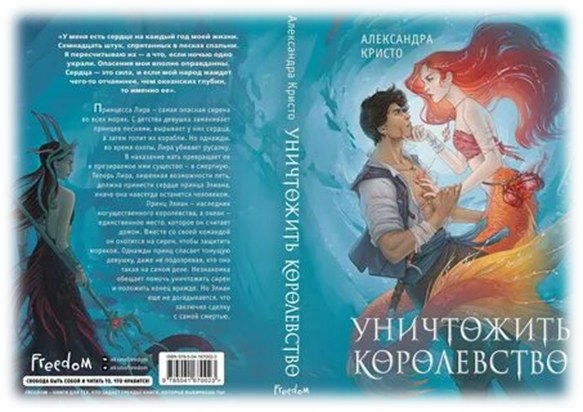 «У меня есть сердце на каждый год моей жизни.
Семнадцать штук, спрятанных в песках спальни.
Я пересчитываю их — а что, если ночью одно
украли. Опасения мои вполне оправданны.
Сердца — это сила, и если мой народ жаждет
чего-то отчаяннее, чем океанских глубин,
то именно ее».
Принцесса Лира – самая опасная сирена
во всех морях. С детства девушка заманивает
принцев песнями, вырывает у них сердца,
а затем топит их корабли. Но однажды,
во время охоты, Лира убивает русалку.
В наказание мать превращает ее
в презираемое ими существо – в смертную.
Теперь Лира, лишенная возможности петь,
должна принести сердце принца Элиана,
иначе она навсегда останется человеком.
Принц Элиан – наследник
могущественного королевства, а океан –
единственное место, которое он считает
домом. Вместе со своей командой
он охотится на сирен, чтобы защитить
моряков. Однажды принц спасает тонущую
девушку, даже не подозревая, кто она
такая на самом деле. Незнакомка
обещает помочь уничтожить сирен
и положить конец вражде. Но Элиан
еще не догадывается, что
заключил сделку
с самой смертью.
Freedom
СВОБОДА БЫТЬ СОБОЙ И ЧИТАТЬ ТО, ЧТО НРАВИТСЯ!
Александра Кристо
УНИЧТОЖИТЬ КОРОЛЕВСТВО
Freedom
АЛЕКСАНДРА
КРИСТО
УНИЧТОЖИТЬ
КОРОЛЕВСТВО